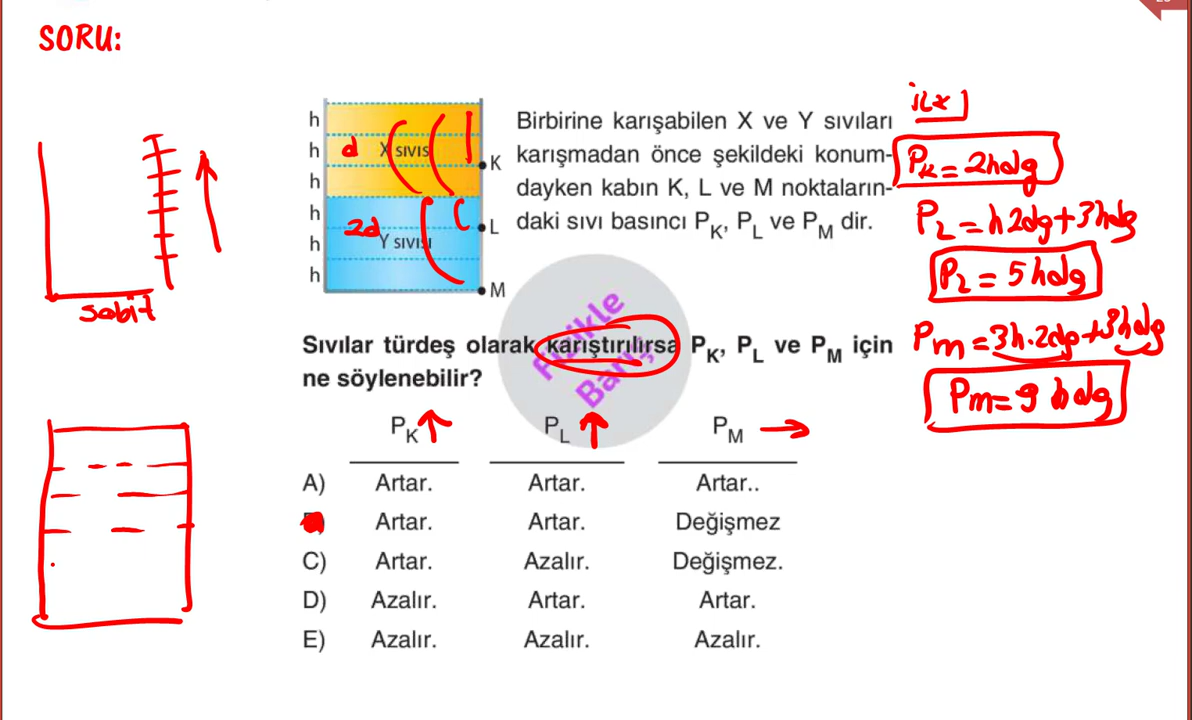 SORU:
sabit
h
h
h
h
h
h
d
X sıvısı
2d
Y sıvısı
K
L
M
Birbirine karışabilen X ve Y sıvıları
karışmadan önce şekildeki konum-
dayken kabın K, L ve M noktaların-
daki sıvı basıncı PK, PL ve PM dir.
ilk
PK = 2hdg
PL = h2dg+3hdg
PL = 5hdg
Pm = 3h.2dg+3hdg
Pm = 9hdg
Fizikle
Barış
Sıvılar türdeş olarak karıştırılırsa PK, PL ve PM için
ne söylenebilir?
PK ↑ PL ↑ PM →
A) Artar. Artar. Artar..
Artar. Artar. Değişmez
C) Artar. Azalır. Değişmez.
D) Azalır. Artar. Artar.
E) Azalır. Azalır. Azalır.